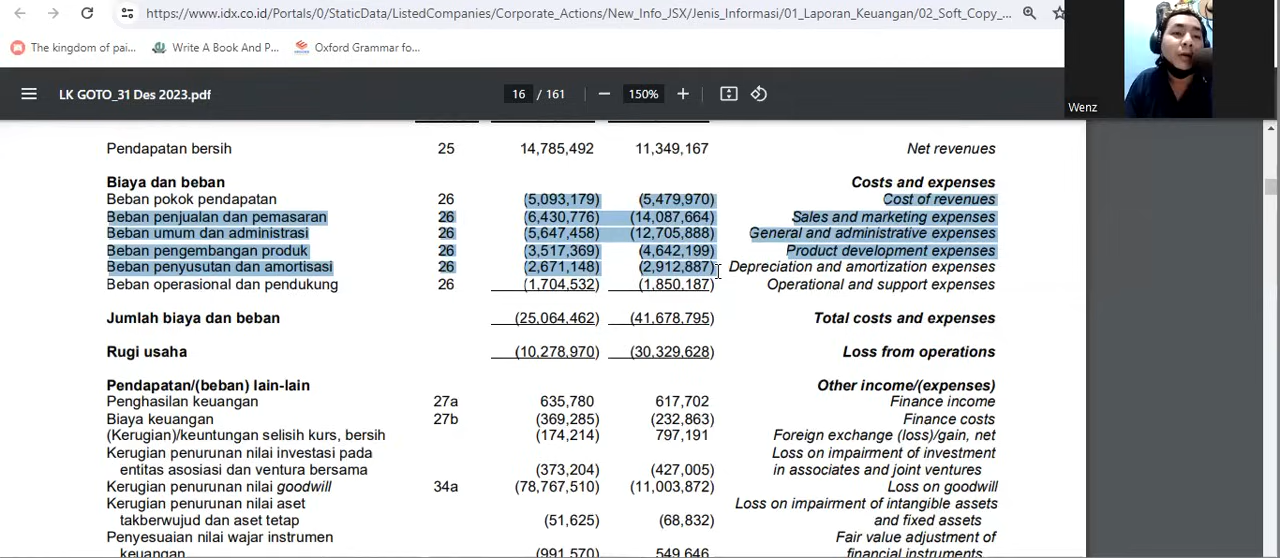 https://www.idx.co.id/Portals/0/StaticData/ListedCompanies/Corporate_Actions/New_Info_JSX/Jenis_Informasi/01_Laporan_Keuangan/02_Soft_Copy_...
The kingdom of pai... Write A Book And P... Oxford Grammar fo...
Wenz
LK GOTO_31 Des 2023.pdf 16 / 161 150%
Pendapatan bersih 25 14,785,492 11,349,167 Net revenues
Biaya dan beban Costs and expenses
Beban pokok pendapatan 26 (5,093,179) (5,479,970) Cost of revenues
Beban penjualan dan pemasaran 26 (6,430,776) (14,087,664) Sales and marketing expenses
Beban umum dan administrasi 26 (5,647,458) (12,705,888) General and administrative expenses
Beban pengembangan produk 26 (3,517,369) (4,642,199) Product development expenses
Beban penyusutan dan amortisasi 26 (2,671,148) (2,912,887) Depreciation and amortization expenses
Beban operasional dan pendukung 26 (1,704,532) (1,850,187) Operational and support expenses
Jumlah biaya dan beban (25,064,462) (41,678,795) Total costs and expenses
Rugi usaha (10,278,970) (30,329,628) Loss from operations
Pendapatan/(beban) lain-lain Other income/(expenses)
Penghasilan keuangan 27a 635,780 617,702 Finance income
Biaya keuangan 27b (369,285) (232,863) Finance costs
(Kerugian)/keuntungan selisih kurs, bersih (174,214) 797,191 Foreign exchange (loss)/gain, net
Kerugian penurunan nilai investasi pada Loss on impairment of investment
entitas asosiasi dan ventura bersama (373,204) (427,005) in associates and joint ventures
Kerugian penurunan nilai goodwill 34a (78,767,510) (11,003,872) Loss on goodwill
Kerugian penurunan nilai aset Loss on impairment of intangible assets
takberwujud dan aset tetap (51,625) (68,832) and fixed assets
Penyesuaian nilai wajar instrumen Fair value adjustment of
keuangan (991,570) 549,646 financial instruments